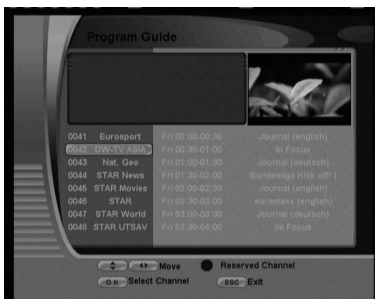 Program Guide
0041 Eurosport Fri 00:00-00:30 Journal (english)
0042 DW-TV ASIA Fri 00:30-01:00 In Focus
0043 Nat. Geo Fri 01:00-01:30 Journal (deutsch)
0044 STAR News Fri 01:30-02:00 Bundesliga Kick off! (
0045 STAR Movies Fri 02:00-02:30 Journal (english)
0046 STAR Fri 02:30-03:00 euromaxx (english)
0047 STAR World Fri 03:00-03:30 Journal (deutsch)
0048 STAR UTSAV Fri 03:30-04:00 Im Focus
Move Reserved Channel
OK Select Channel ESC Exit